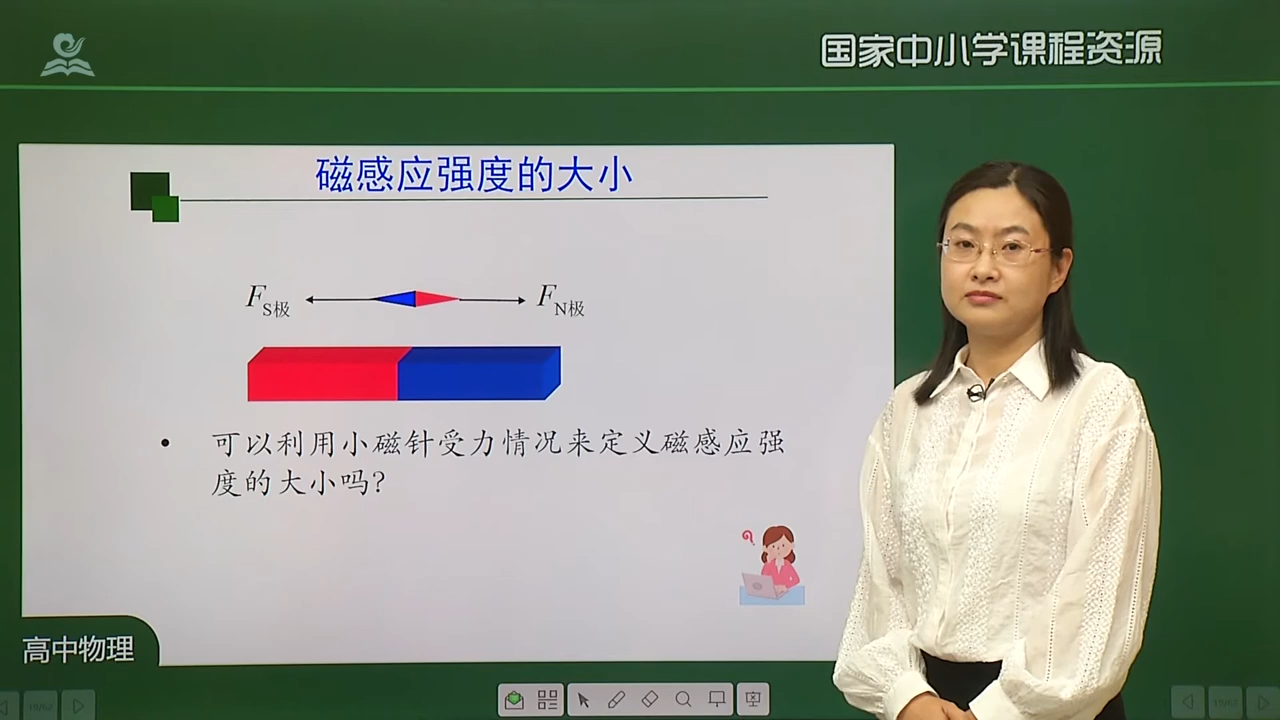 国家中小学课程资源
磁感应强度的大小
F S极 F N极
• 可以利用小磁针受力情况来定义磁感应强
度的大小吗?
高中物理